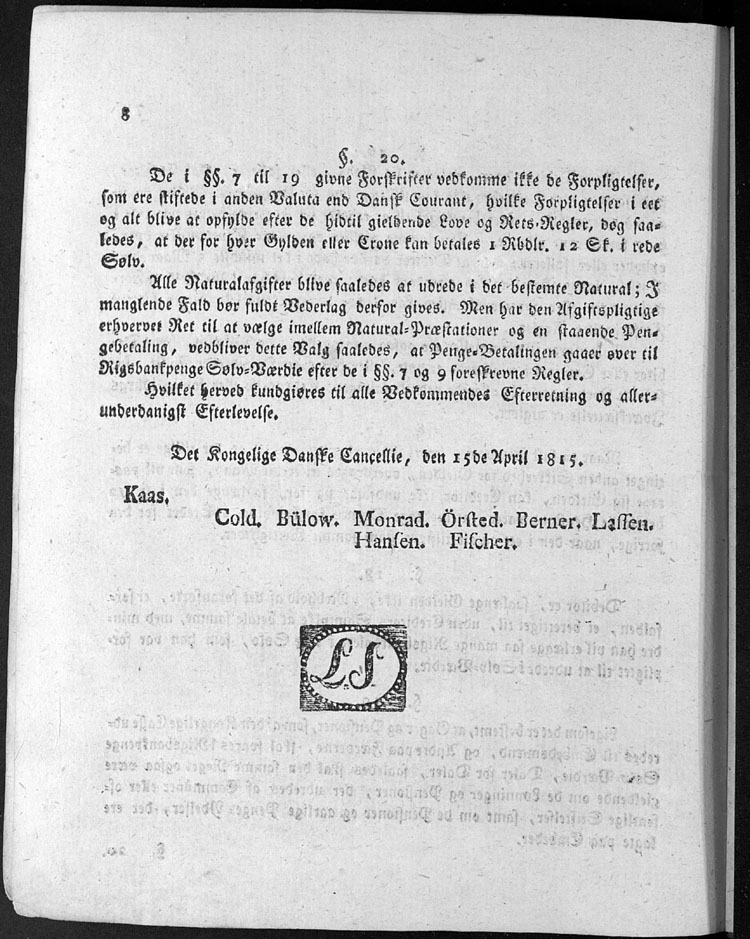 8
§. 20.
De i §§. 7 til 19 givne Forskrifter vedkomme ikke de Forpligtelser,
som ere stiftede i anden Valuta end Dansk Courant, hvilke Forpligtelser i eet
og alt blive at opfylde efter de hidtil gieldende Love og Rets-Regler, dog saa-
ledes, at der for hver Gylden eller Crone kan betales 1 Rbdlr. 12 Sk. i rede
Sølv.
Alle Naturalafgifter blive saaledes at udrede i det bestemte Natural; I
manglende Fald bør fuldt Vederlag derfor gives. Men har den Afgiftspligtige
erhvervet Ret til at vælge imellem Natural-Præstationer og en staaende Pen-
gebetaling, vedbliver dette Valg saaledes, at Penge-Betalingen gaaer over til
Rigsbankpenge Sølv-Værdie efter de i §§. 7 og 9 foreskrevne Regler.
Hvilket herved kundgiøres til alle Vedkommendes Efterretning og aller-
underdanigst Efterlevelse.
Det Kongelige Danske Cancellie, den 15de April 1815.
Kaas.
Cold. Bülow. Monrad. Örsted. Berner. Lassen.
Hansen. Fischer.
LS